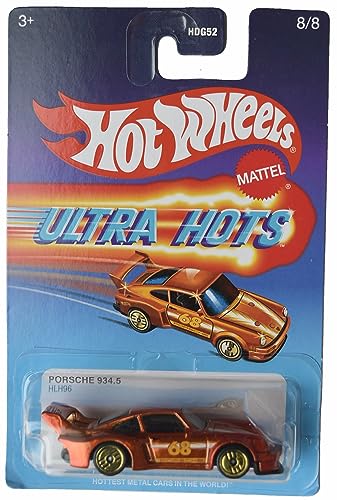 3+
HDG52
8/8
Hot Wheels
MATTEL
ULTRA HOTS
68
PORSCHE 934.5
HLH96
68
HOTTEST METAL CARS IN THE WORLD!